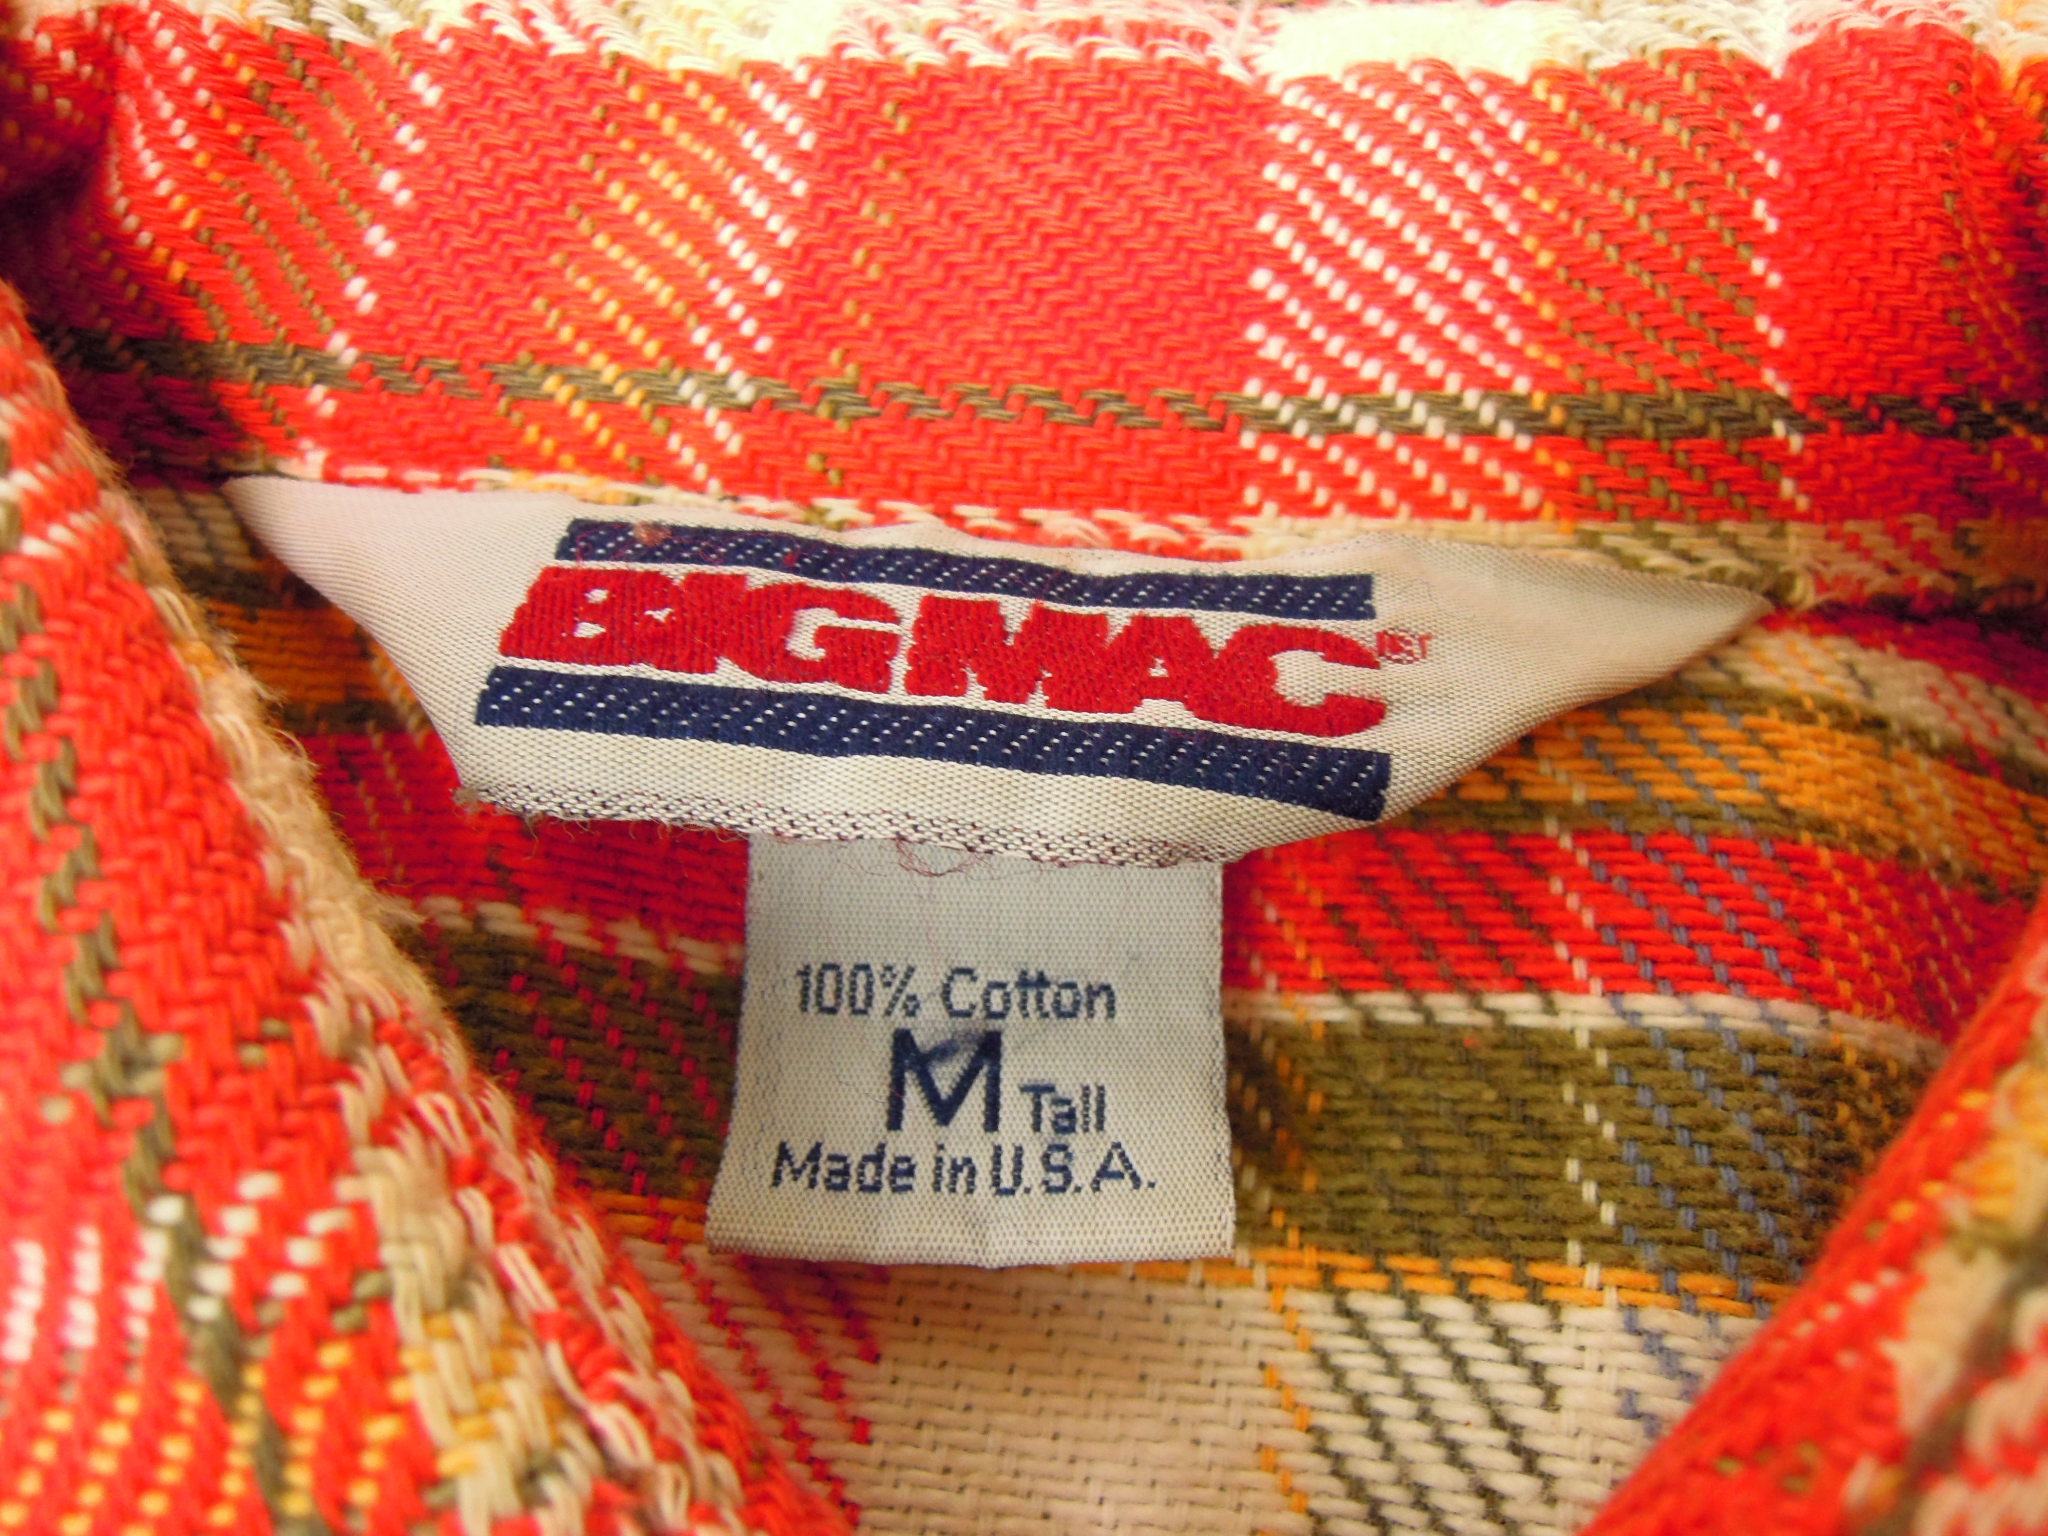 BIG MAC
100% Cotton
M Tall
Made in U.S.A.